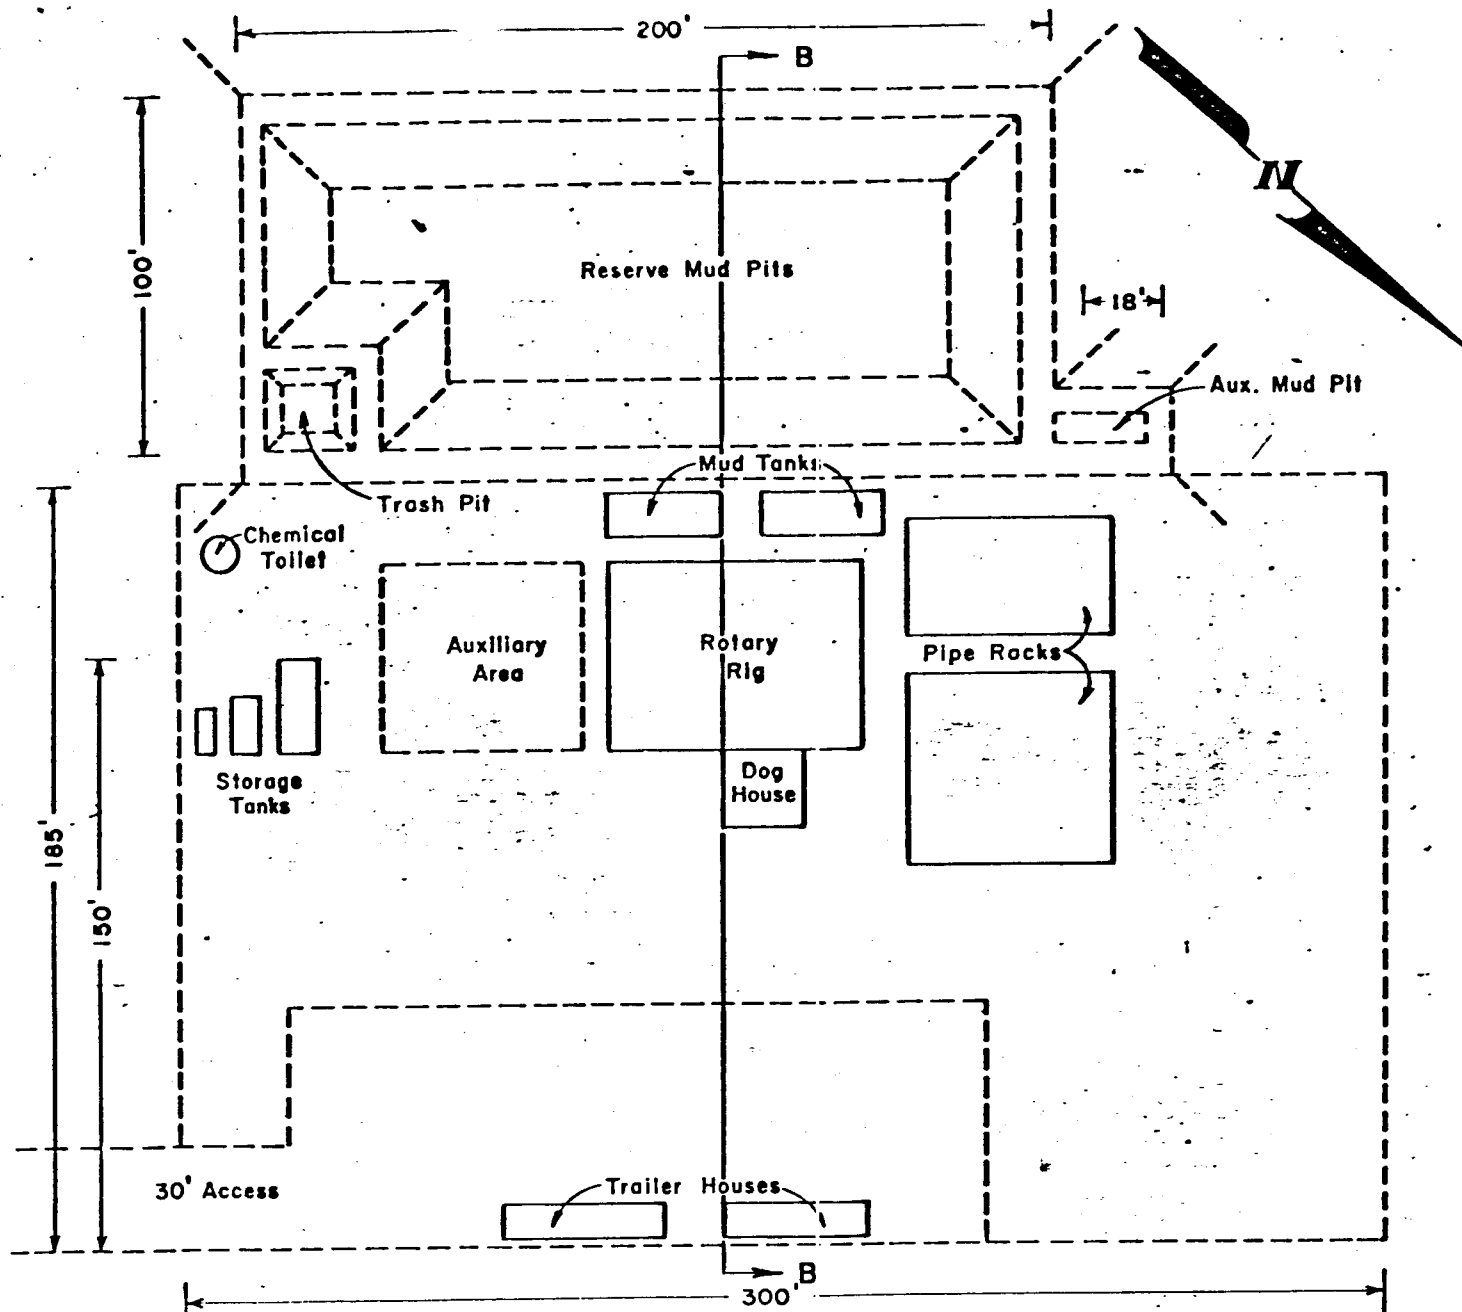 200'
B
N
100'
Reserve Mud Pits
18'
Aux. Mud Pit
Mud Tanks
Trash Pit
Chemical
Toilet
Auxiliary
Area
Rotary
Rig
Pipe Racks
Storage
Tanks
Dog
House
185'
150'
30' Access
Trailer Houses
B
300'